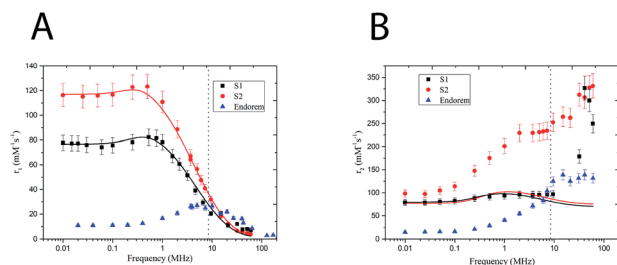 A
B
140
120
100
80
60
40
20
0
r₁ (mM⁻¹ s⁻¹)
S1
S2
Endorem
0.01
0.1
1
10
100
Frequency (MHz)
350
300
250
200
150
100
50
0
r₂ (mM⁻¹ s⁻¹)
S1
S2
Endorem
0.01
0.1
1
10
100
Frequency (MHz)